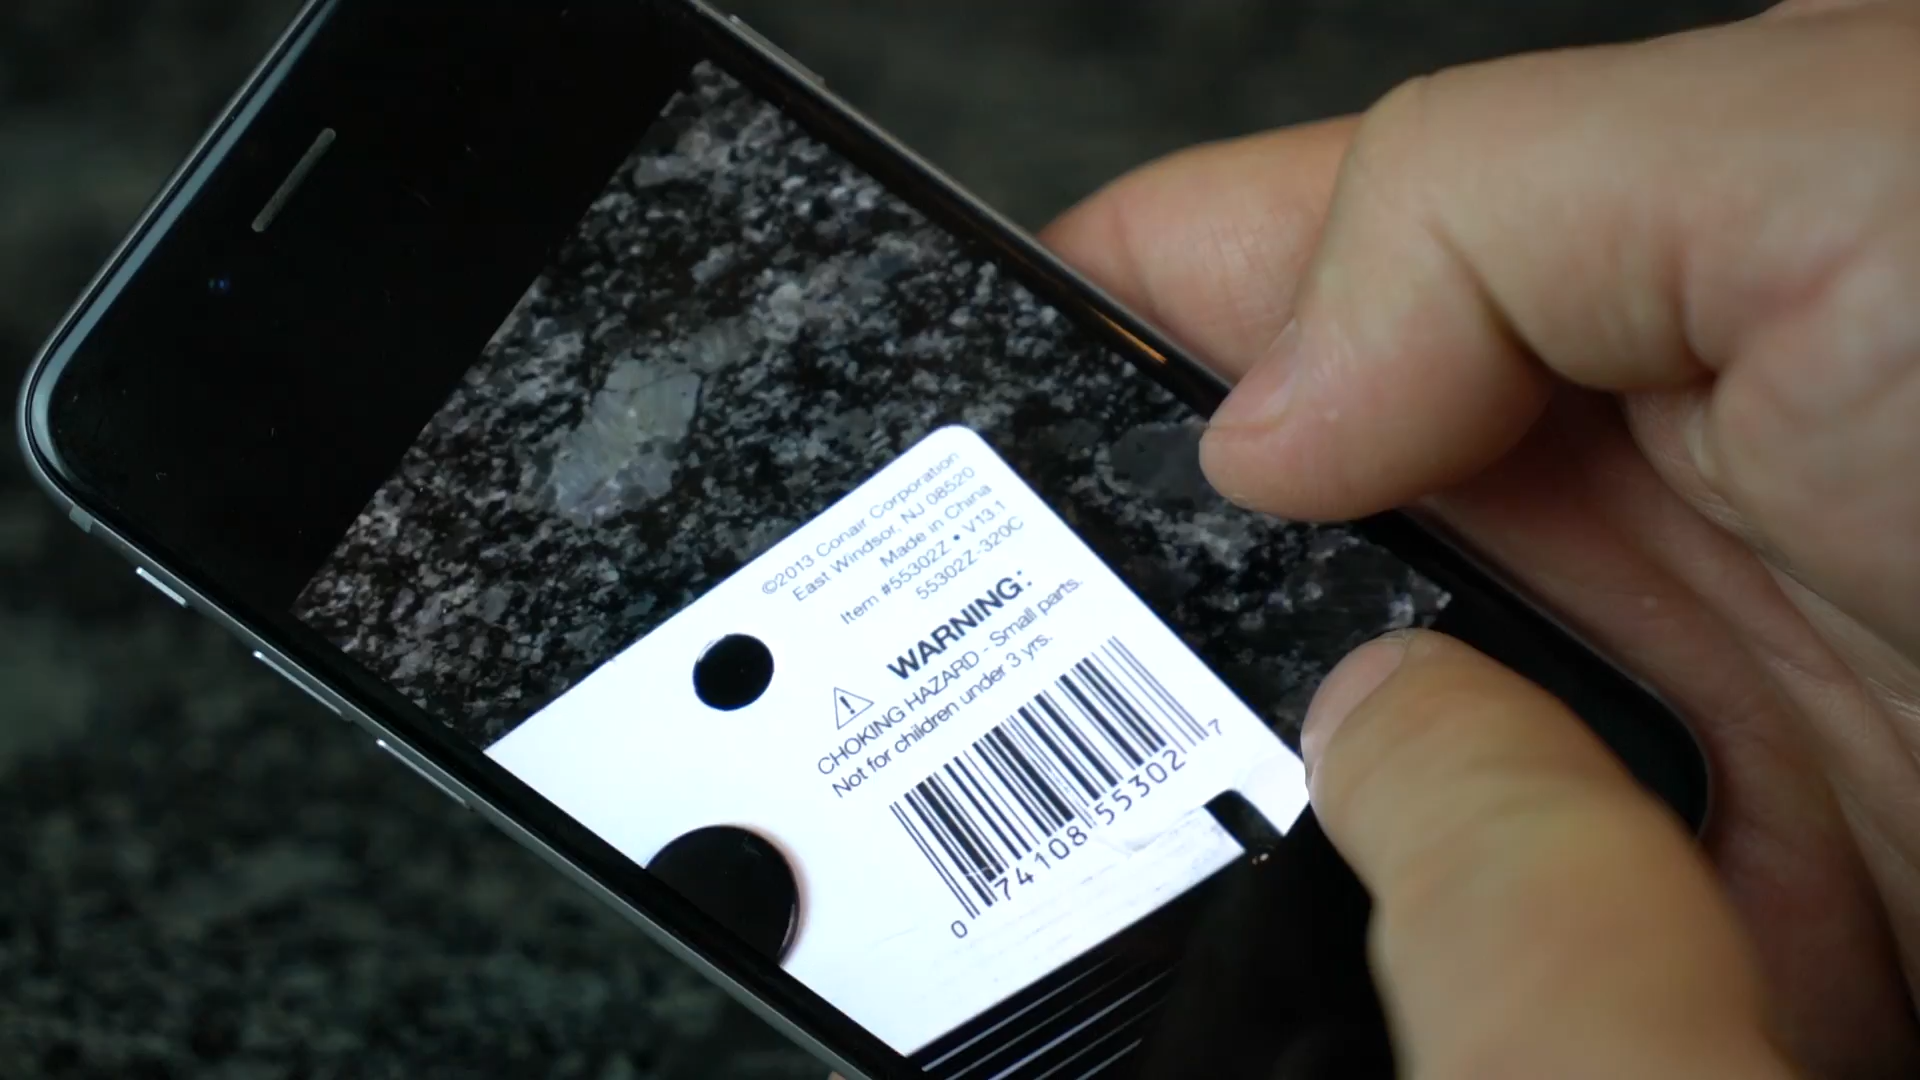 ©2013 Conair Corporation
East Windsor, NJ 08520
Made in China
Item #55302Z • V13.1
55302Z-320C
WARNING:
CHOKING HAZARD - Small parts.
Not for children under 3 yrs.
0 74108 55302 7